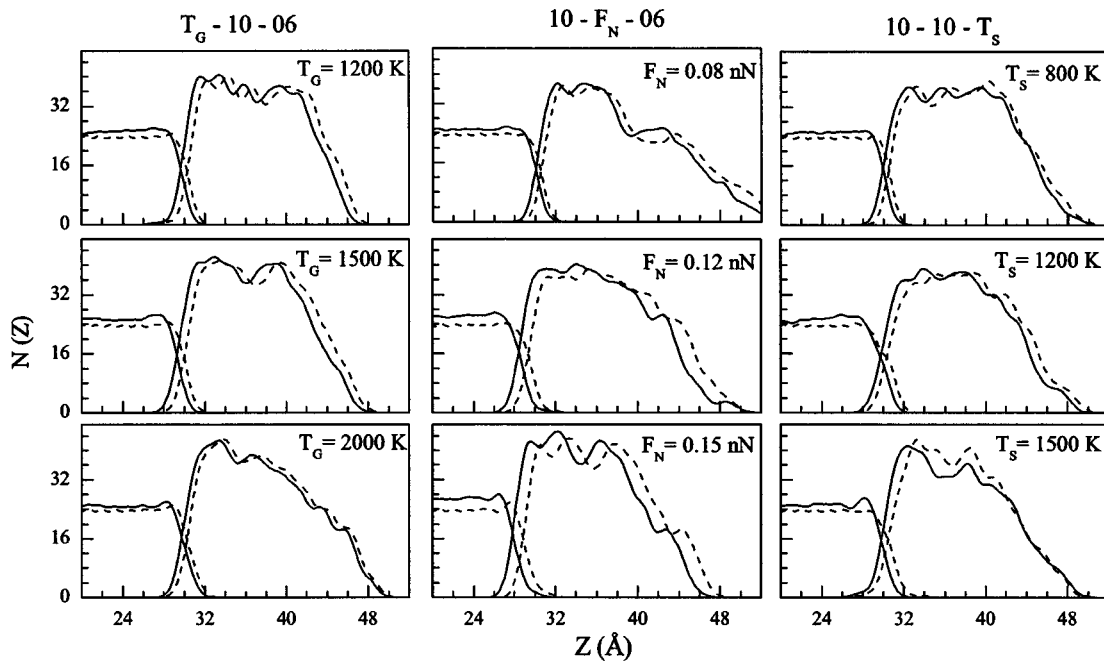 T_G - 10 - 06
10 - F_N - 06
10 - 10 - T_S
T_G = 1200 K
F_N = 0.08 nN
T_S = 800 K
32
16
0
T_G = 1500 K
F_N = 0.12 nN
T_S = 1200 K
32
16
0
T_G = 2000 K
F_N = 0.15 nN
T_S = 1500 K
32
16
0
N (Z)
24 32 40 48 24 32 40 48 24 32 40 48
Z (Å)